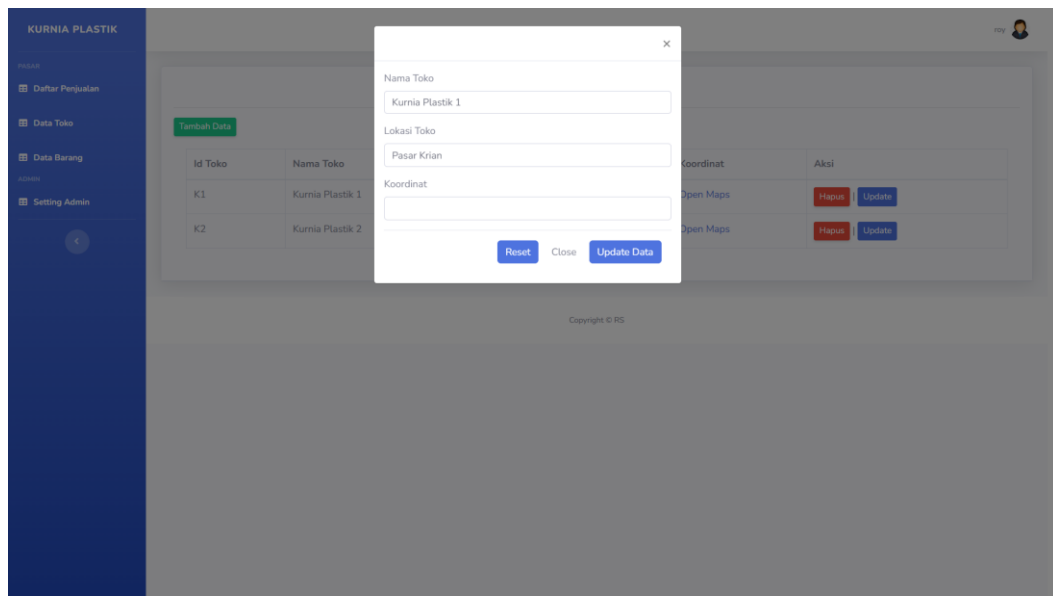 KURNIA PLASTIK
roy
PASAR
Daftar Penjualan
Data Toko
Data Barang
ADMIN
Setting Admin
×
Nama Toko
Kurnia Plastik 1
Lokasi Toko
Pasar Krian
Koordinat
Reset Close Update Data
Tambah Data
Id Toko Nama Toko Koordinat Aksi
K1 Kurnia Plastik 1 Open Maps Hapus | Update
K2 Kurnia Plastik 2 Open Maps Hapus | Update
Copyright © RS